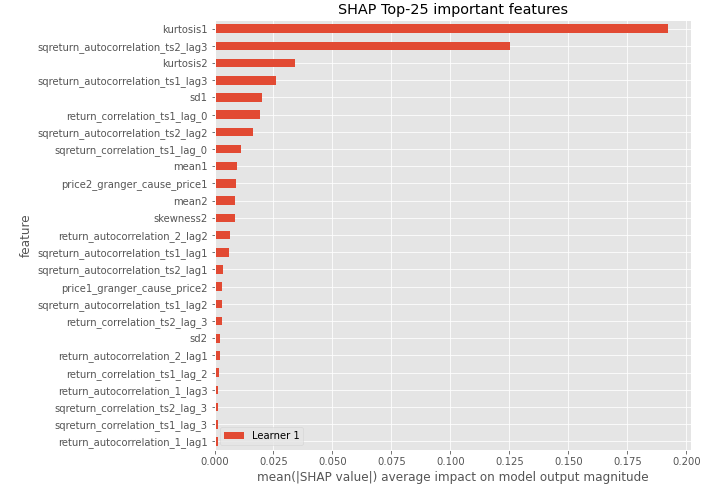 SHAP Top-25 important features
kurtosis1
sqreturn_autocorrelation_ts2_lag3
kurtosis2
sqreturn_autocorrelation_ts1_lag3
sd1
return_correlation_ts1_lag_0
sqreturn_autocorrelation_ts2_lag2
sqreturn_correlation_ts1_lag_0
mean1
price2_granger_cause_price1
mean2
skewness2
return_autocorrelation_2_lag2
sqreturn_autocorrelation_ts1_lag1
sqreturn_autocorrelation_ts2_lag1
price1_granger_cause_price2
sqreturn_autocorrelation_ts1_lag2
return_correlation_ts2_lag_3
sd2
return_autocorrelation_2_lag1
return_correlation_ts1_lag_2
return_autocorrelation_1_lag3
sqreturn_correlation_ts2_lag_3
sqreturn_correlation_ts1_lag_3
return_autocorrelation_1_lag1
feature
Learner 1
0.000 0.025 0.050 0.075 0.100 0.125 0.150 0.175 0.200
mean(|SHAP value|) average impact on model output magnitude